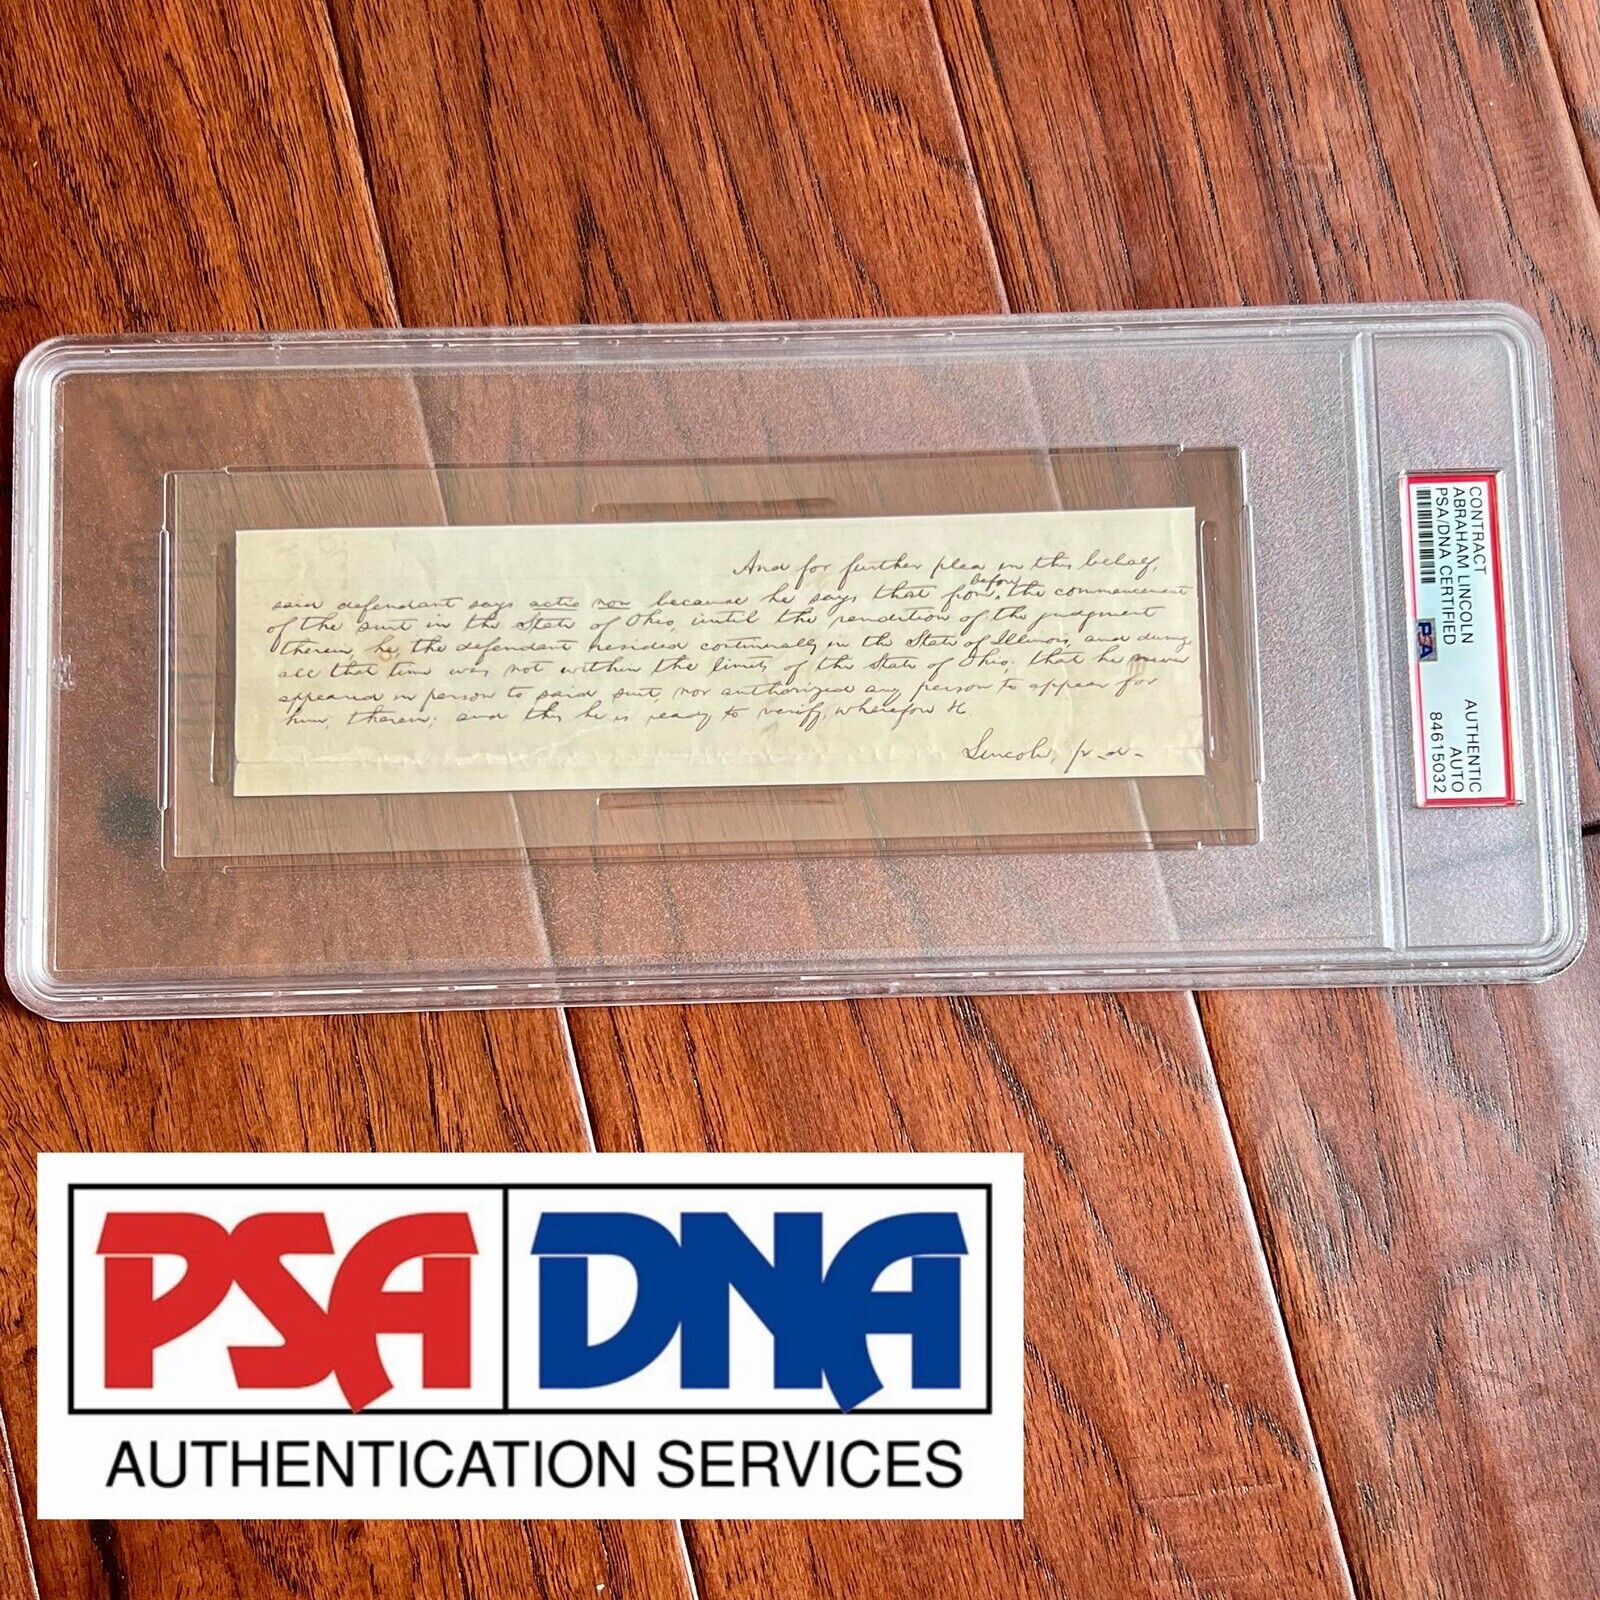 And for further plea in this behalf,
said defendant says actio non because he says that from before the commencement
of the suit in the State of Ohio, until the rendition of the judgment
therein, he, the defendant resided continually in the State of Illinois, and during
all that time was not within the limits of the State of Ohio; that he never
appeared in person to said suit, nor authorized any person to appear for
him, therein; and this he is ready to verify, wherefore &c.
Lincoln, p. d.
CONTRACT
ABRAHAM LINCOLN
PSA/DNA CERTIFIED
PSA
AUTHENTIC
AUTO
84615032
PSA DNA
AUTHENTICATION SERVICES